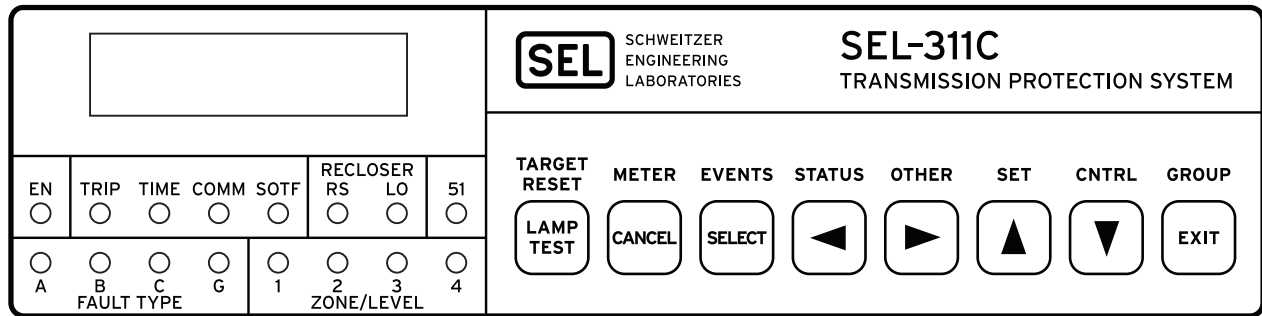 SEL
SCHWEITZER
ENGINEERING
LABORATORIES
SEL-311C
TRANSMISSION PROTECTION SYSTEM
EN TRIP TIME COMM SOTF
RECLOSER
RS LO
51
A B C G
FAULT TYPE
1 2 3 4
ZONE/LEVEL
TARGET
RESET
METER EVENTS STATUS OTHER SET CNTRL GROUP
LAMP
TEST
CANCEL SELECT EXIT